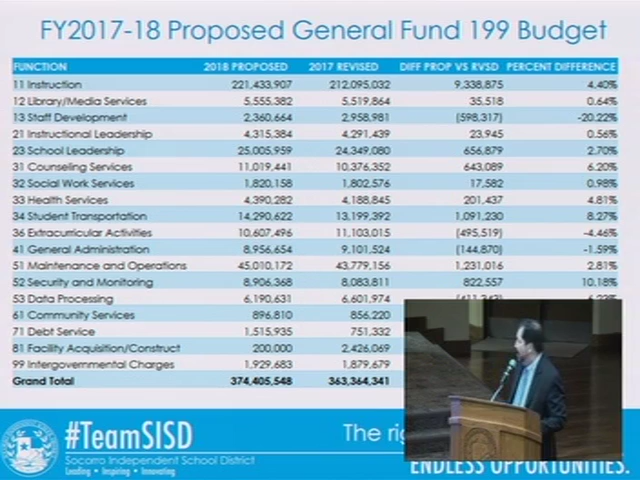 FY2017-18 Proposed General Fund 199 Budget
FUNCTION 2018 PROPOSED 2017 REVISED DIFF PROP VS RVSD PERCENT DIFFERENCE
11 Instruction 221,433,907 212,095,032 9,338,875 4.40%
12 Library/Media Services 5,555,382 5,519,864 35,518 0.64%
13 Staff Development 2,360,664 2,958,981 (598,317) -20.22%
21 Instructional Leadership 4,315,384 4,291,439 23,945 0.56%
23 School Leadership 25,005,959 24,349,080 656,879 2.70%
31 Counseling Services 11,019,441 10,376,352 643,089 6.20%
32 Social Work Services 1,820,158 1,802,576 17,582 0.98%
33 Health Services 4,390,282 4,188,845 201,437 4.81%
34 Student Transportation 14,290,622 13,199,392 1,091,230 8.27%
36 Extracurricular Activities 10,607,496 11,103,015 (495,519) -4.46%
41 General Administration 8,956,654 9,101,524 (144,870) -1.59%
51 Maintenance and Operations 45,010,172 43,779,156 1,231,016 2.81%
52 Security and Monitoring 8,906,368 8,083,811 822,557 10.18%
53 Data Processing 6,190,631 6,601,974
61 Community Services 896,810 856,220
71 Debt Service 1,515,935 751,332
81 Facility Acquisition/Construct 200,000 2,426,069
99 Intergovernmental Charges 1,929,683 1,879,679
Grand Total 374,405,548 363,364,341
#TeamSISD
Socorro Independent School District
Leading • Inspiring • Innovating
The
ENDLESS OPPORTUNITIES.